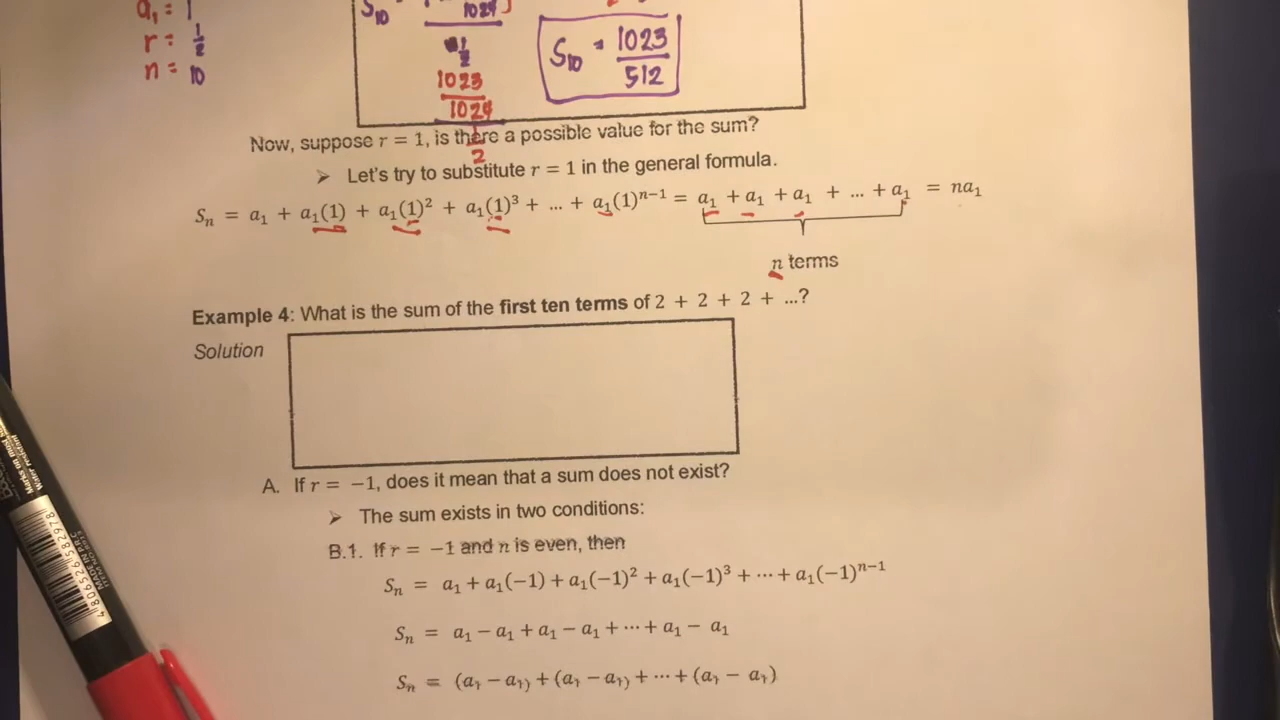 a₁ = 1
r = 1/2
n = 10
S₁₀
1024
1/2
1023
1024
2
S₁₀ = 1023/512
Now, suppose r = 1, is there a possible value for the sum?
➢ Let's try to substitute r = 1 in the general formula.
Sₙ = a₁ + a₁(1) + a₁(1)² + a₁(1)³ + ... + a₁(1)ⁿ⁻¹ = a₁ + a₁ + a₁ + ... + a₁ = na₁
n terms
Example 4: What is the sum of the first ten terms of 2 + 2 + 2 + ...?
Solution
A. If r = −1, does it mean that a sum does not exist?
➢ The sum exists in two conditions:
B.1. If r = −1 and n is even, then
Sₙ = a₁ + a₁(−1) + a₁(−1)² + a₁(−1)³ + ⋯ + a₁(−1)ⁿ⁻¹
Sₙ = a₁ − a₁ + a₁ − a₁ + ⋯ + a₁ − a₁
Sₙ = (a₁ − a₁) + (a₁ − a₁) + ⋯ + (a₁ − a₁)
Water resistant
4806526582978